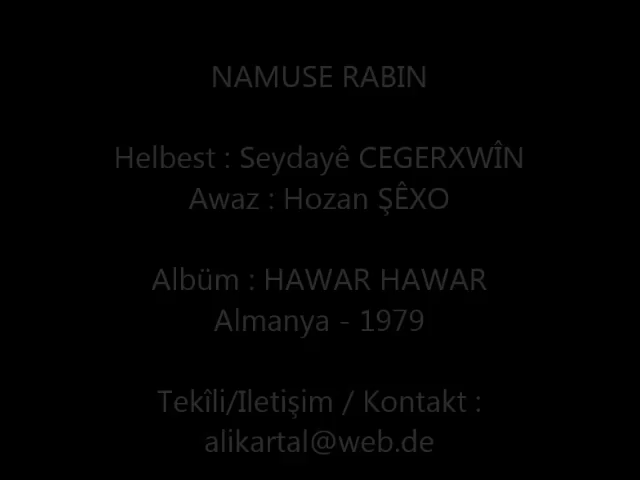 NAMUSE RABIN
Helbest : Seydayê CEGERXWÎN
Awaz : Hozan ŞÊXO
Albüm : HAWAR HAWAR
Almanya - 1979
Tekîli/Iletişim / Kontakt :
alikartal@web.de